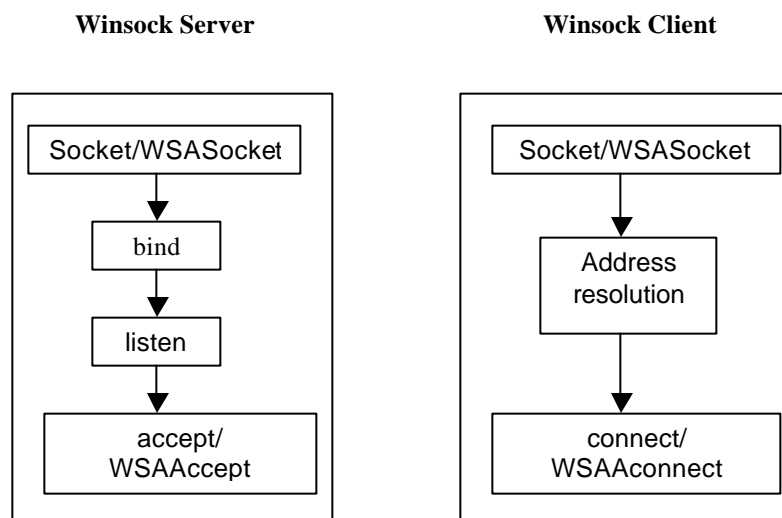 Winsock Server
Socket/WSASocket
bind
listen
accept/
WSAAccept
Winsock Client
Socket/WSASocket
Address
resolution
connect/
WSAAconnect